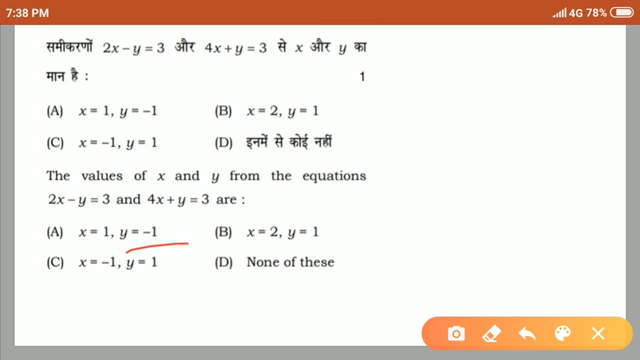 7:38 PM 4G 78%
समीकरणों 2x – y = 3 और 4x + y = 3 से x और y का
मान है : 1
(A) x = 1, y = –1 (B) x = 2, y = 1
(C) x = –1, y = 1 (D) इनमें से कोई नहीं
The values of x and y from the equations
2x – y = 3 and 4x + y = 3 are :
(A) x = 1, y = –1 (B) x = 2, y = 1
(C) x = –1, y = 1 (D) None of these